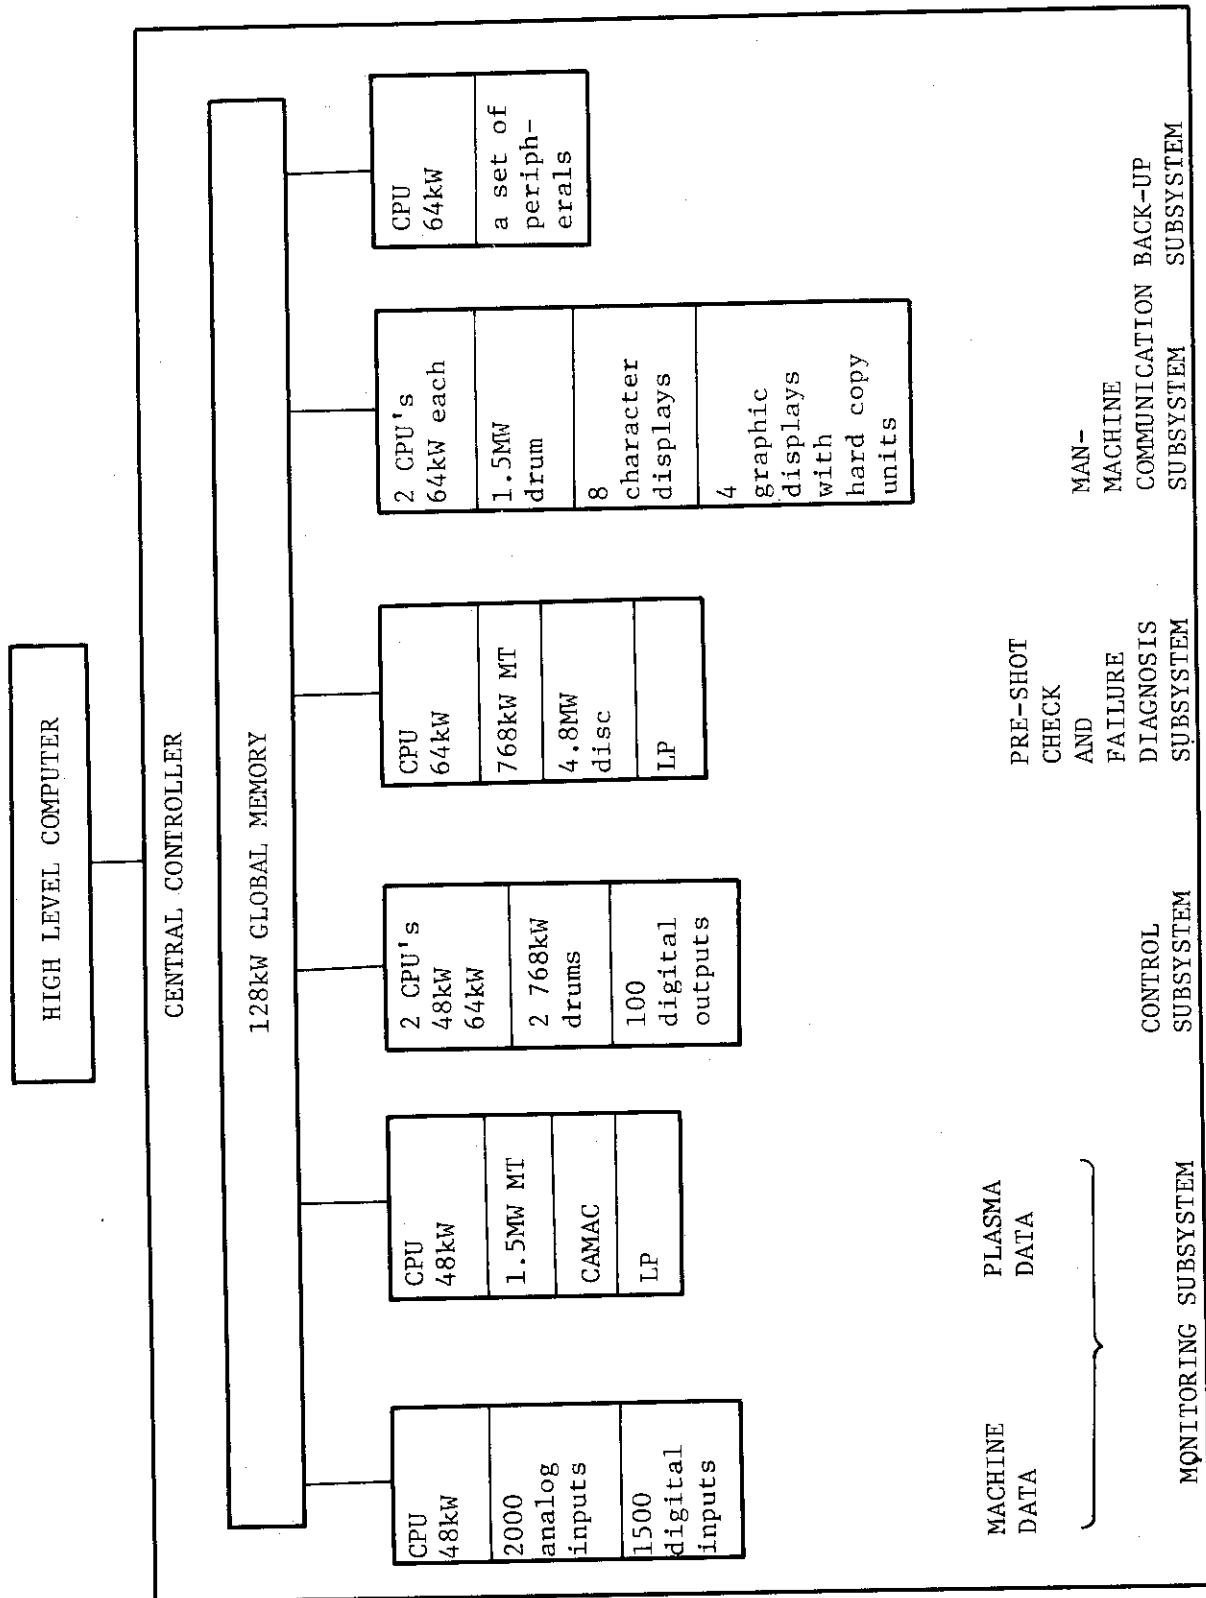 HIGH LEVEL COMPUTER
CENTRAL CONTROLLER
128kW GLOBAL MEMORY
CPU
48kW
2000
analog
inputs
1500
digital
inputs
CPU
48kW
1.5MW MT
CAMAC
LP
2 CPU's
48kW
64kW
2 768kW
drums
100
digital
outputs
CPU
64kW
768kW MT
4.8MW
disc
LP
2 CPU's
64kW each
1.5MW
drum
8
character
displays
4
graphic
displays
with
hard copy
units
CPU
64kW
a set of
periph-
erals
MACHINE
DATA
PLASMA
DATA
MONITORING SUBSYSTEM
CONTROL
SUBSYSTEM
PRE-SHOT
CHECK
AND
FAILURE
DIAGNOSIS
SUBSYSTEM
MAN-
MACHINE
COMMUNICATION
SUBSYSTEM
BACK-UP
SUBSYSTEM
SUBSYSTEM